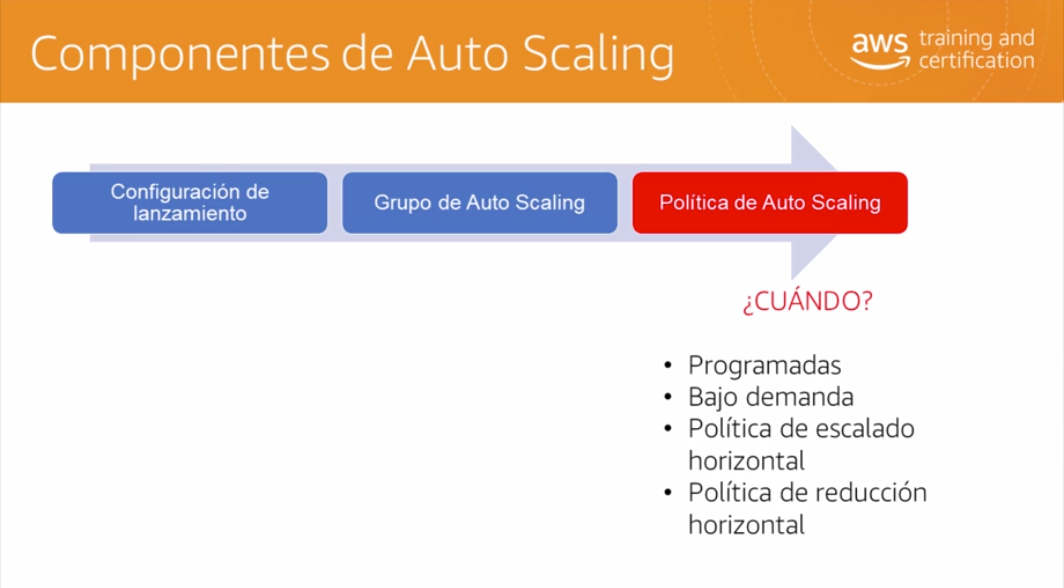 Componentes de Auto Scaling
aws training and
certification
Configuración de
lanzamiento
Grupo de Auto Scaling
Política de Auto Scaling
¿CUÁNDO?
• Programadas
• Bajo demanda
• Política de escalado
horizontal
• Política de reducción
horizontal